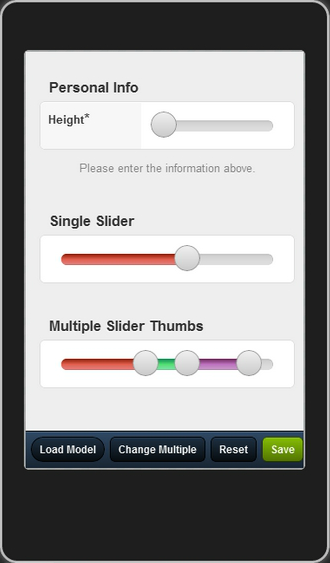 Personal Info
Height*
Please enter the information above.
Single Slider
Multiple Slider Thumbs
Load Model Change Multiple Reset Save